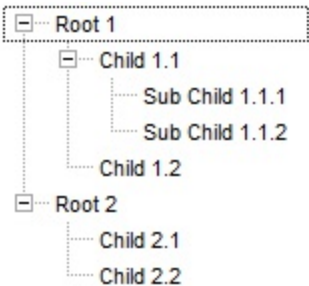 Root 1
Child 1.1
Sub Child 1.1.1
Sub Child 1.1.2
Child 1.2
Root 2
Child 2.1
Child 2.2